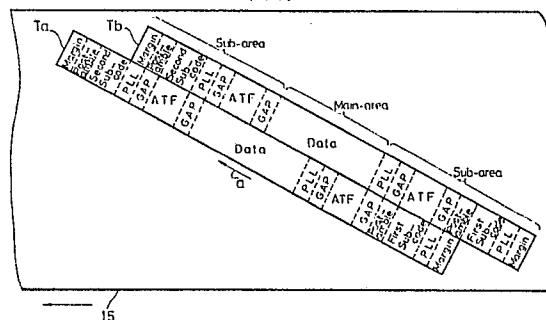 Ta
Tb
Sub-area
Main-area
Sub-area
Margin
Second Sub-code
PLL
GAP
ATF
GAP
Data
PLL
GAP
ATF
GAP
First Sub-code
PLL
Margin
Margin
Second Sub-code
PLL
GAP
ATF
GAP
Data
PLL
GAP
ATF
GAP
First Sub-code
PLL
Margin
a
15